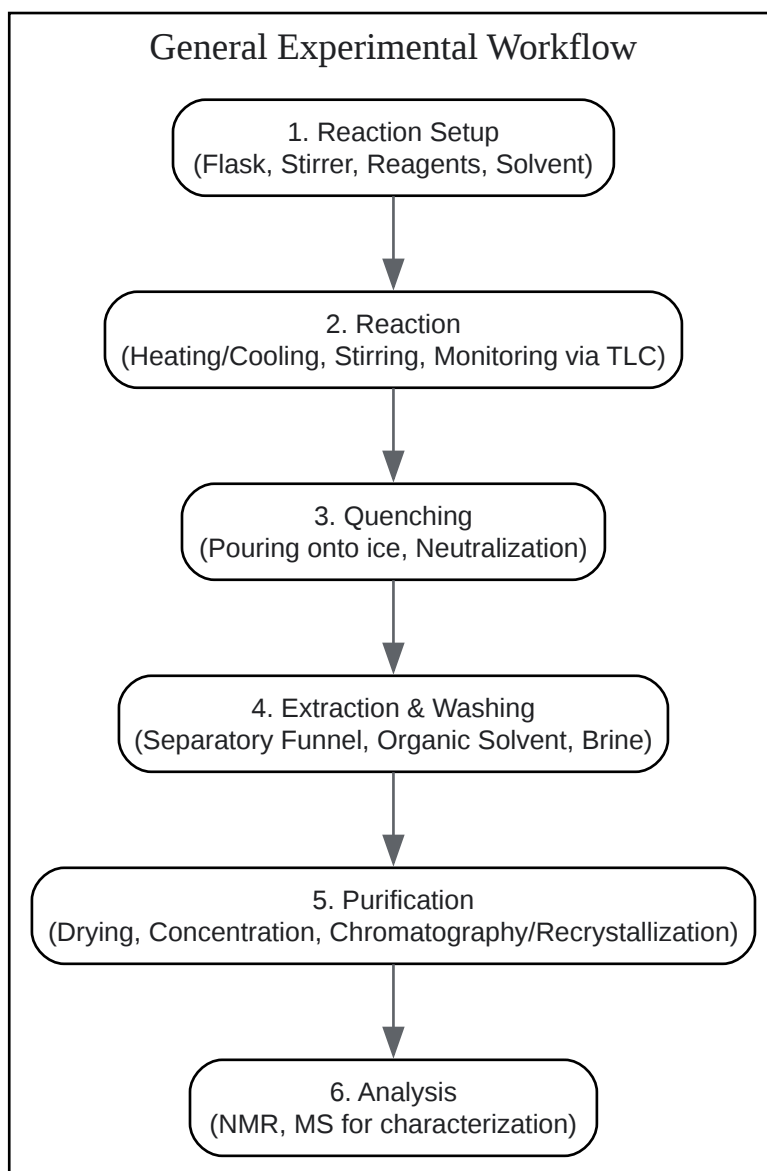 General Experimental Workflow
1. Reaction Setup
(Flask, Stirrer, Reagents, Solvent)
2. Reaction
(Heating/Cooling, Stirring, Monitoring via TLC)
3. Quenching
(Pouring onto ice, Neutralization)
4. Extraction & Washing
(Separatory Funnel, Organic Solvent, Brine)
5. Purification
(Drying, Concentration, Chromatography/Recrystallization)
6. Analysis
(NMR, MS for characterization)